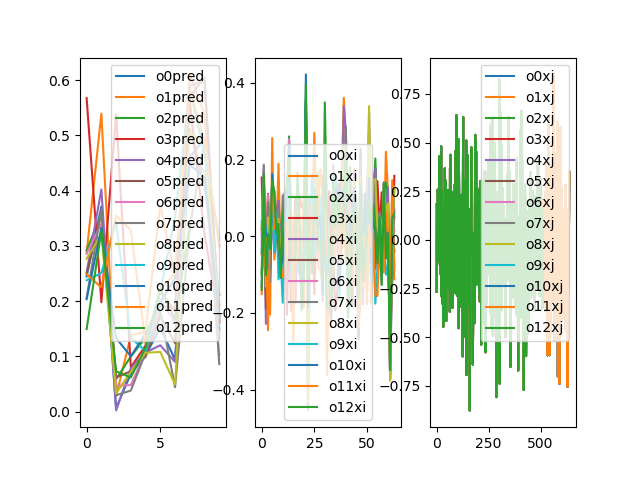 0.6
0.5
0.4
0.3
0.2
0.1
0.0
0
5
o0pred
o1pred
o2pred
o3pred
o4pred
o5pred
o6pred
o7pred
o8pred
o9pred
o10pred
o11pred
o12pred
0.4
0.2
0.0
−0.2
−0.4
0
25
50
o0xi
o1xi
o2xi
o3xi
o4xi
o5xi
o6xi
o7xi
o8xi
o9xi
o10xi
o11xi
o12xi
0.75
0.50
0.25
0.00
−0.25
−0.50
−0.75
0
250
500
o0xj
o1xj
o2xj
o3xj
o4xj
o5xj
o6xj
o7xj
o8xj
o9xj
o10xj
o11xj
o12xj